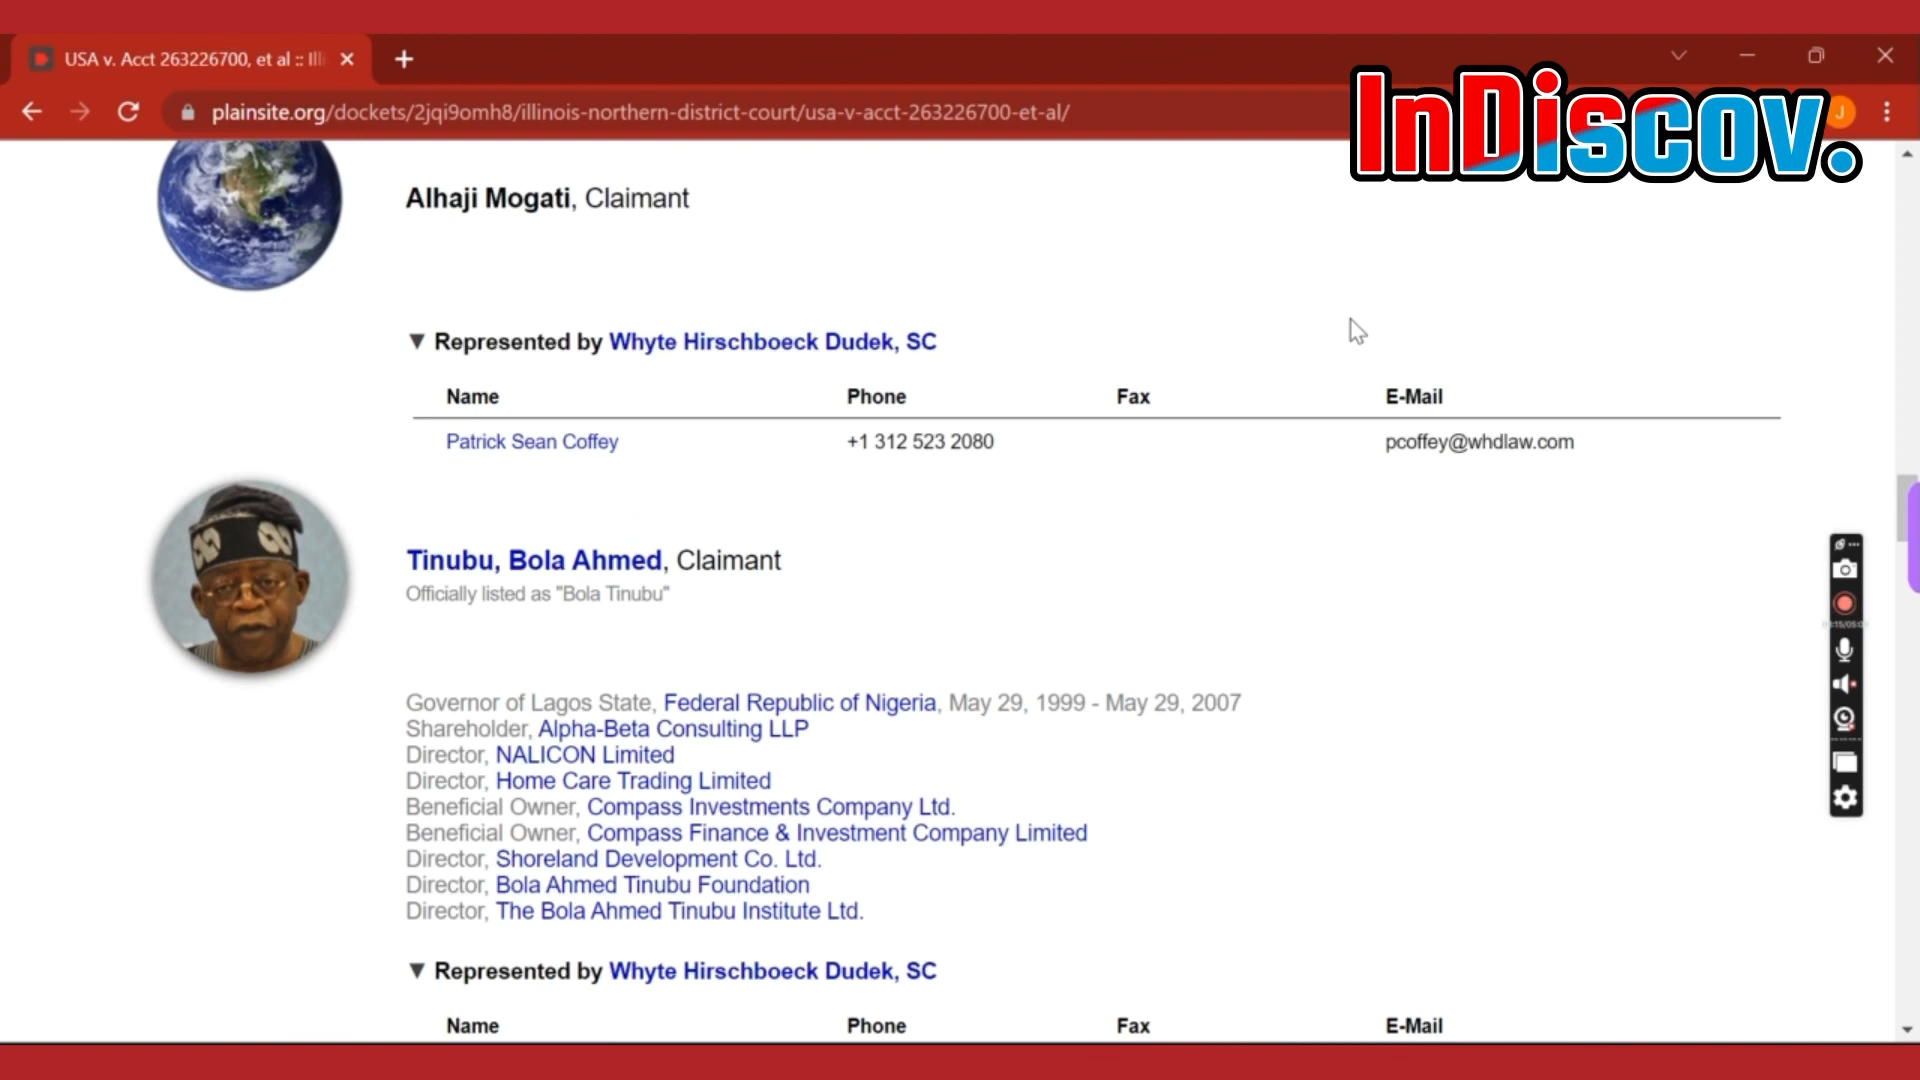 USA v. Acct 263226700, et al :: Illi
plainsite.org/dockets/2jqi9omh8/illinois-northern-district-court/usa-v-acct-263226700-et-al/
J
InDiscov.
Alhaji Mogati, Claimant
▼ Represented by Whyte Hirschboeck Dudek, SC
Name Phone Fax E-Mail
Patrick Sean Coffey +1 312 523 2080 pcoffey@whdlaw.com
Tinubu, Bola Ahmed, Claimant
Officially listed as "Bola Tinubu"
Governor of Lagos State, Federal Republic of Nigeria, May 29, 1999 - May 29, 2007
Shareholder, Alpha-Beta Consulting LLP
Director, NALICON Limited
Director, Home Care Trading Limited
Beneficial Owner, Compass Investments Company Ltd.
Beneficial Owner, Compass Finance & Investment Company Limited
Director, Shoreland Development Co. Ltd.
Director, Bola Ahmed Tinubu Foundation
Director, The Bola Ahmed Tinubu Institute Ltd.
▼ Represented by Whyte Hirschboeck Dudek, SC
Name Phone Fax E-Mail